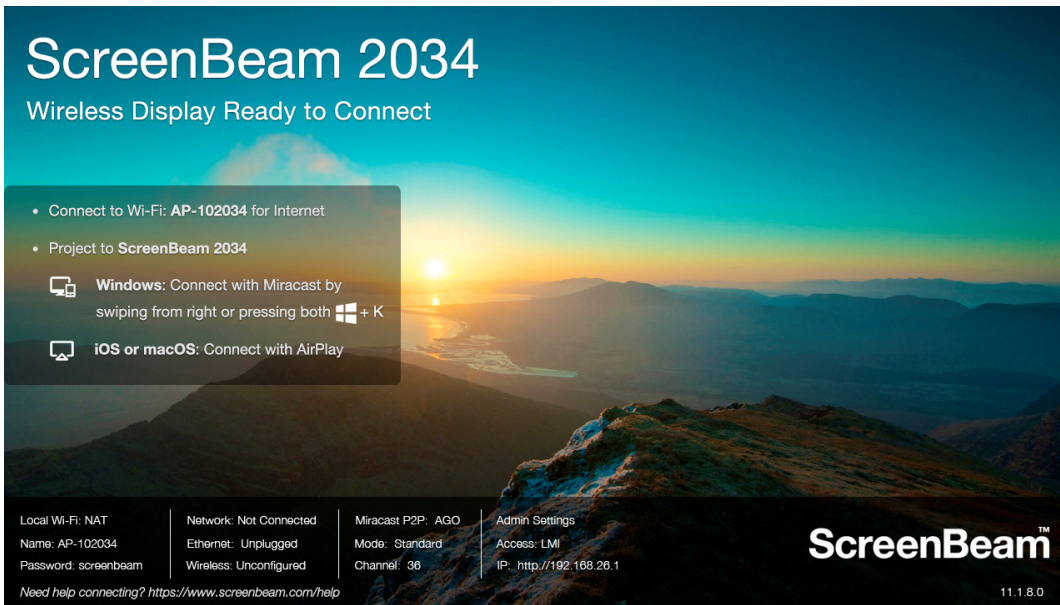 ScreenBeam 2034
Wireless Display Ready to Connect
• Connect to Wi-Fi: AP-102034 for Internet
• Project to ScreenBeam 2034
Windows: Connect with Miracast by
swiping from right or pressing both + K
iOS or macOS: Connect with AirPlay
Local Wi-Fi: NAT
Name: AP-102034
Password: screenbeam
Network: Not Connected
Ethernet: Unplugged
Wireless: Unconfigured
Miracast P2P: AGO
Mode: Standard
Channel: 36
Admin Settings
Access: LMI
IP: http://192.168.26.1
Need help connecting? https://www.screenbeam.com/help
ScreenBeam™
11.1.8.0